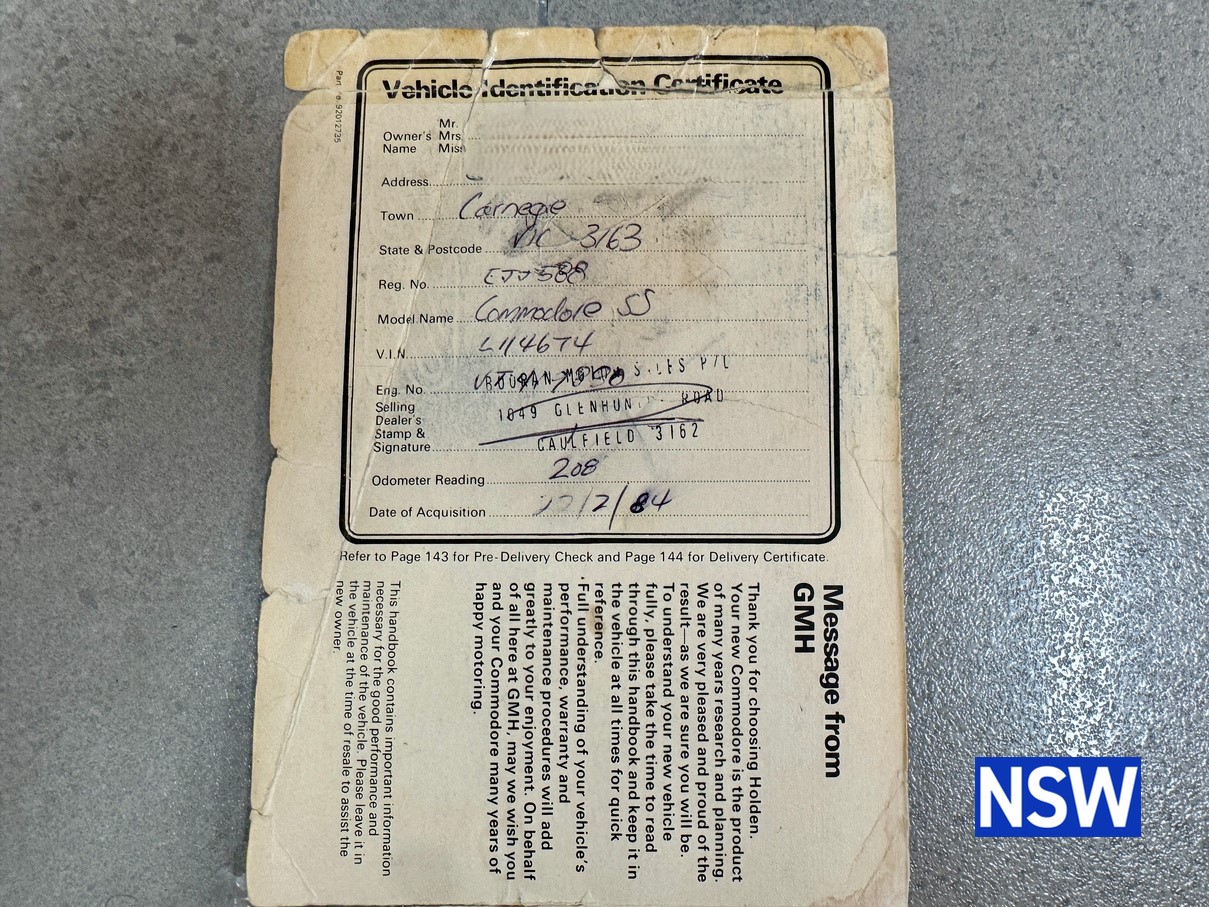 Part No. 92012735
Vehicle Identification Certificate
Mr.
Owner's Mrs.
Name Miss
Address
Town Carnegie
State & Postcode VIC 3163
Reg. No. EJJ588
Model Name Commodore SS
V.I.N. L114674
Eng. No.
Selling
Dealer's
Stamp &
Signature
P/L
1049 GLENHUN ROAD
CAULFIELD 3162
Odometer Reading 208
Date of Acquisition /2/84
Refer to Page 143 for Pre-Delivery Check and Page 144 for Delivery Certificate.
Message from
GMH
Thank you for choosing Holden.
Your new Commodore is the product
of many years research and planning.
We are very pleased and proud of the
result—as we are sure you will be.
To understand your new vehicle
fully, please take the time to read
through this handbook and keep it in
the vehicle at all times for quick
reference.
Full understanding of your vehicle's
performance, warranty and
maintenance procedures will add
greatly to your enjoyment. On behalf
of all here at GMH, may we wish you
and your Commodore many years of
happy motoring.
This handbook contains important information
necessary for the good performance and
maintenance of the vehicle. Please leave it in
the vehicle at the time of resale to assist the
new owner.
NSW